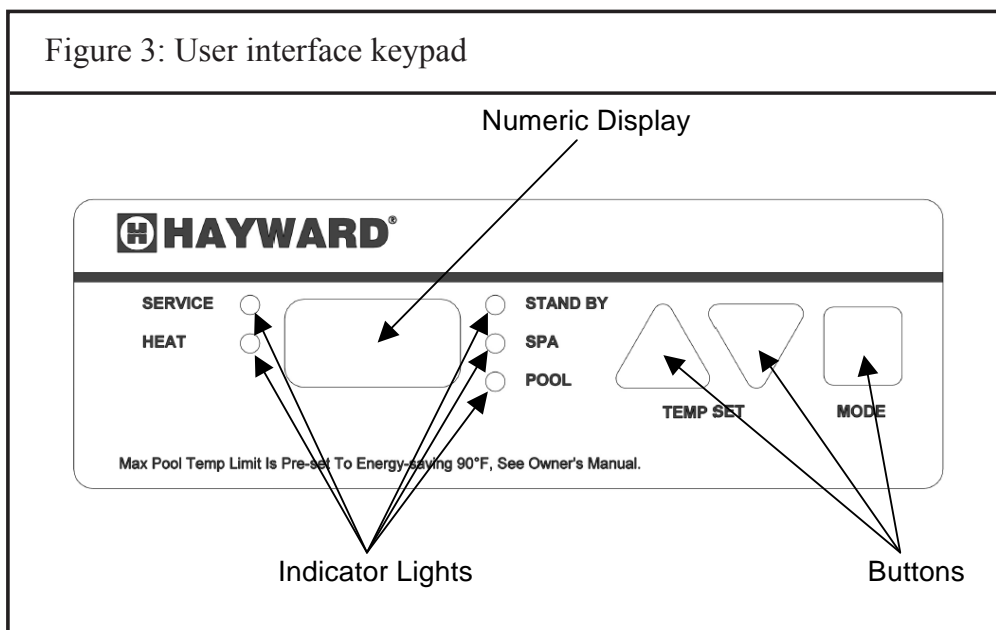 Figure 3: User interface keypad
Numeric Display
H HAYWARD®
SERVICE
HEAT
STAND BY
SPA
POOL
TEMP SET
MODE
Max Pool Temp Limit Is Pre-set To Energy-saving 90°F, See Owner's Manual.
Indicator Lights
Buttons